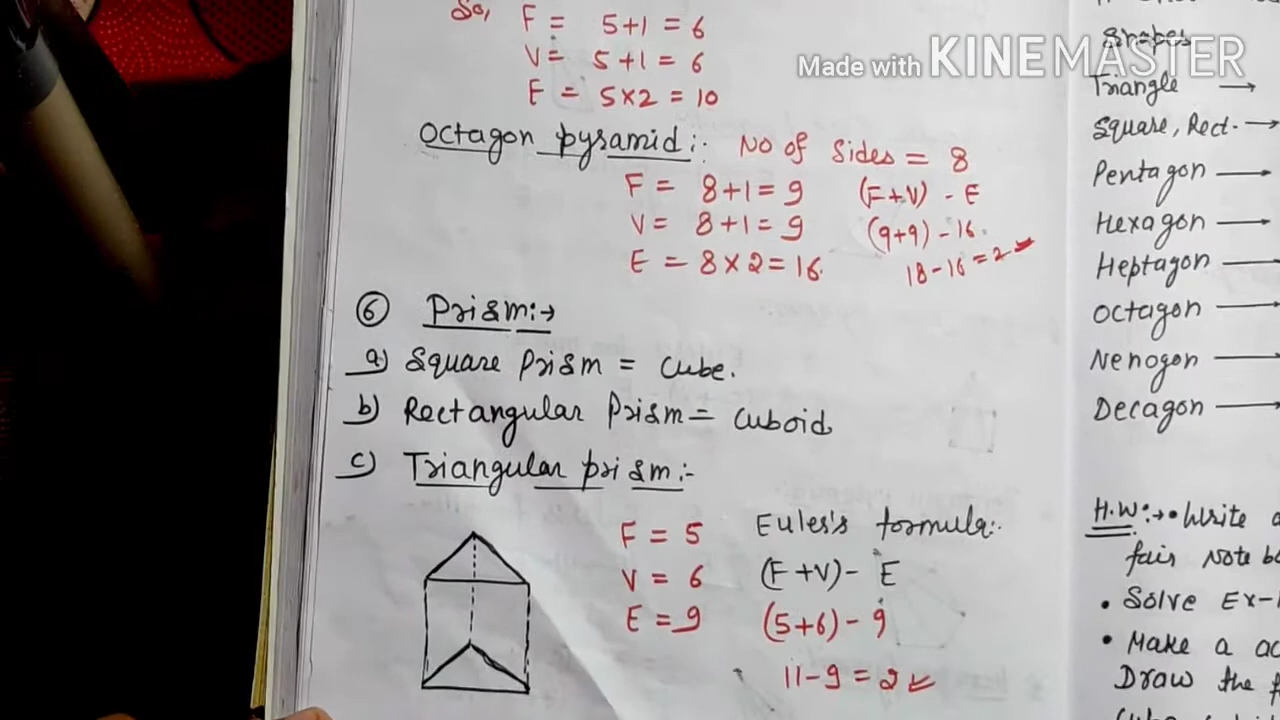 So, F = 5+1 = 6
V = 5+1 = 6
E = 5×2 = 10
Octagon pyramid:- No of Sides = 8
F = 8+1 = 9 (F+V) - E
V = 8+1 = 9 (9+9) - 16.
E = 8×2 = 16. 18-16 = 2
⑥ Prism:→
a) Square Prism = Cube.
b) Rectangular Prism = Cuboid
c) Triangular prism:-
F = 5 Euler's formula:-
V = 6 (F+V) - E
E = 9 (5+6) - 9
11-9 = 2
Made with KINEMASTER
Shapes
Triangle →
Square, Rect. →
Pentagon →
Hexagon →
Heptagon →
Octagon →
Nenogon →
Decagon →
H.W:→ • Write a
fair Note bo
• Solve Ex-
• Make a ac
Draw the f